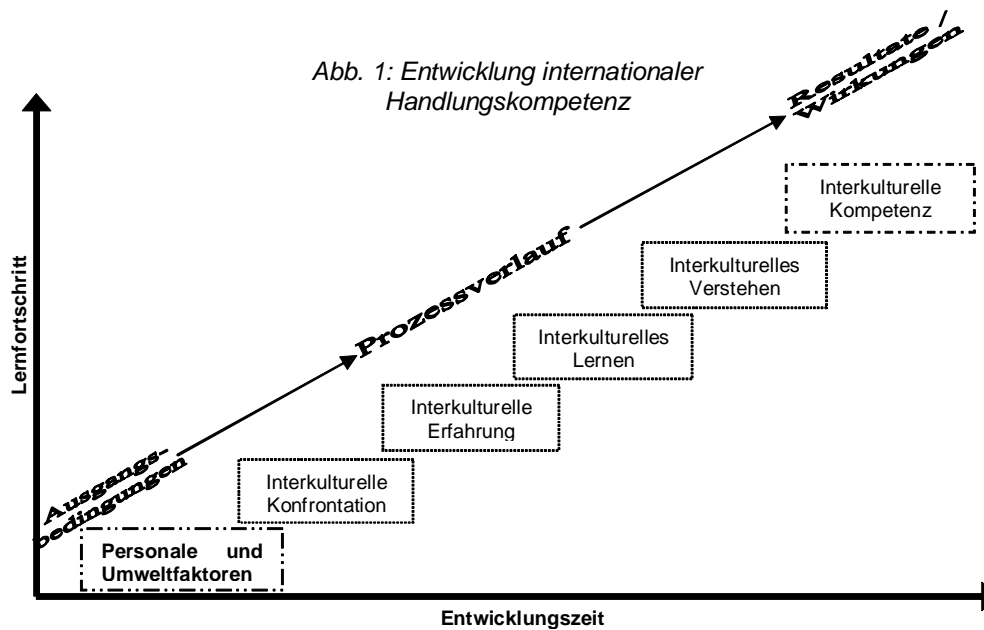 Abb. 1: Entwicklung internationaler
Handlungskompetenz
Resultate /
Wirkungen
Interkulturelle
Kompetenz
Interkulturelles
Verstehen
Prozessverlauf
Interkulturelles
Lernen
Interkulturelle
Erfahrung
Ausgangs-
bedingungen
Interkulturelle
Konfrontation
Personale und
Umweltfaktoren
Lernfortschritt
Entwicklungszeit